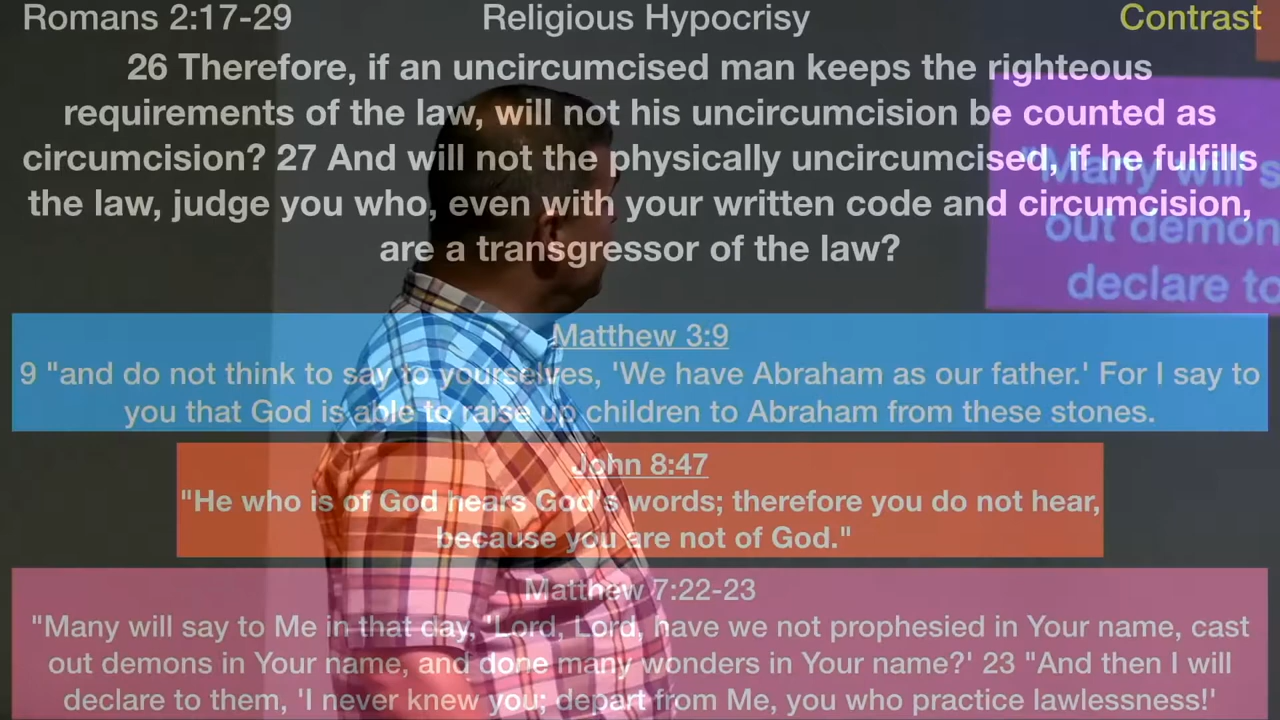 Romans 2:17-29 Religious Hypocrisy Contrast
26 Therefore, if an uncircumcised man keeps the righteous
requirements of the law, will not his uncircumcision be counted as
circumcision? 27 And will not the physically uncircumcised, if he fulfills
the law, judge you who, even with your written code and circumcision,
are a transgressor of the law?
"Many will s
out demon
declare to
Matthew 3:9
9 "and do not think to say to yourselves, 'We have Abraham as our father.' For I say to
you that God is able to raise up children to Abraham from these stones.
John 8:47
"He who is of God hears God's words; therefore you do not hear,
because you are not of God."
Matthew 7:22-23
"Many will say to Me in that day, 'Lord, Lord, have we not prophesied in Your name, cast
out demons in Your name, and done many wonders in Your name?' 23 "And then I will
declare to them, 'I never knew you; depart from Me, you who practice lawlessness!'